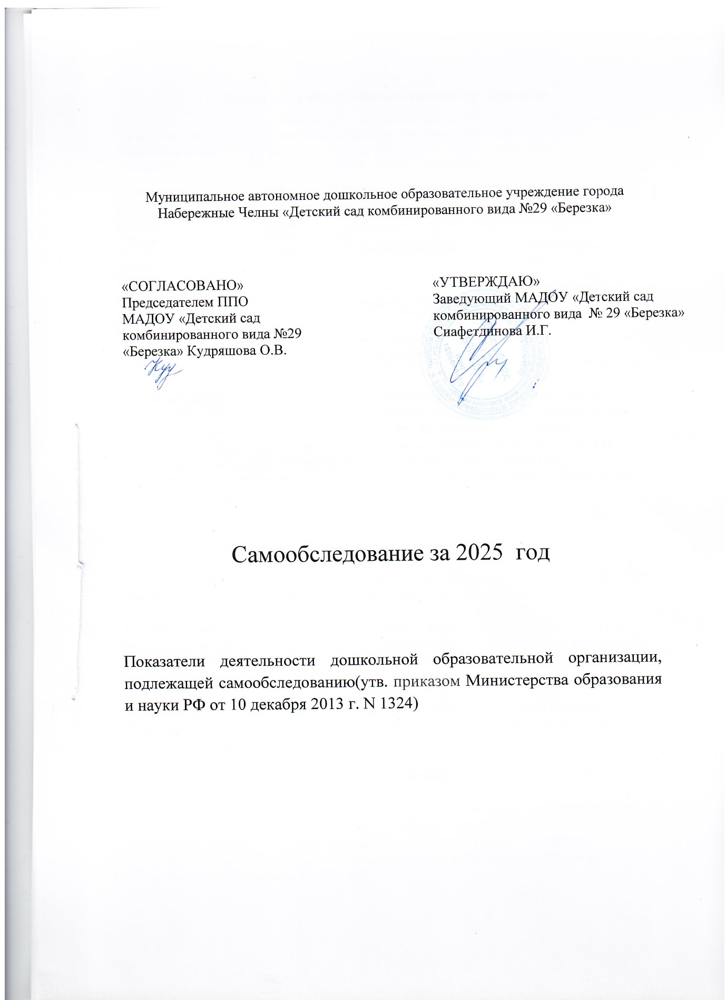 Муниципальное автономное дошкольное образовательное учреждение города
Набережные Челны «Детский сад комбинированного вида №29 «Березка»
«СОГЛАСОВАНО»
Председателем ППО
МАДОУ «Детский сад
комбинированного вида №29
«Березка» Кудряшова О.В.
«УТВЕРЖДАЮ»
Заведующий МАДОУ «Детский сад
комбинированного вида № 29 «Березка»
Сиафетдинова И.Г.
Самообследование за 2025 год
Показатели деятельности дошкольной образовательной организации,
подлежащей самообследованию(утв. приказом Министерства образования
и науки РФ от 10 декабря 2013 г. N 1324)